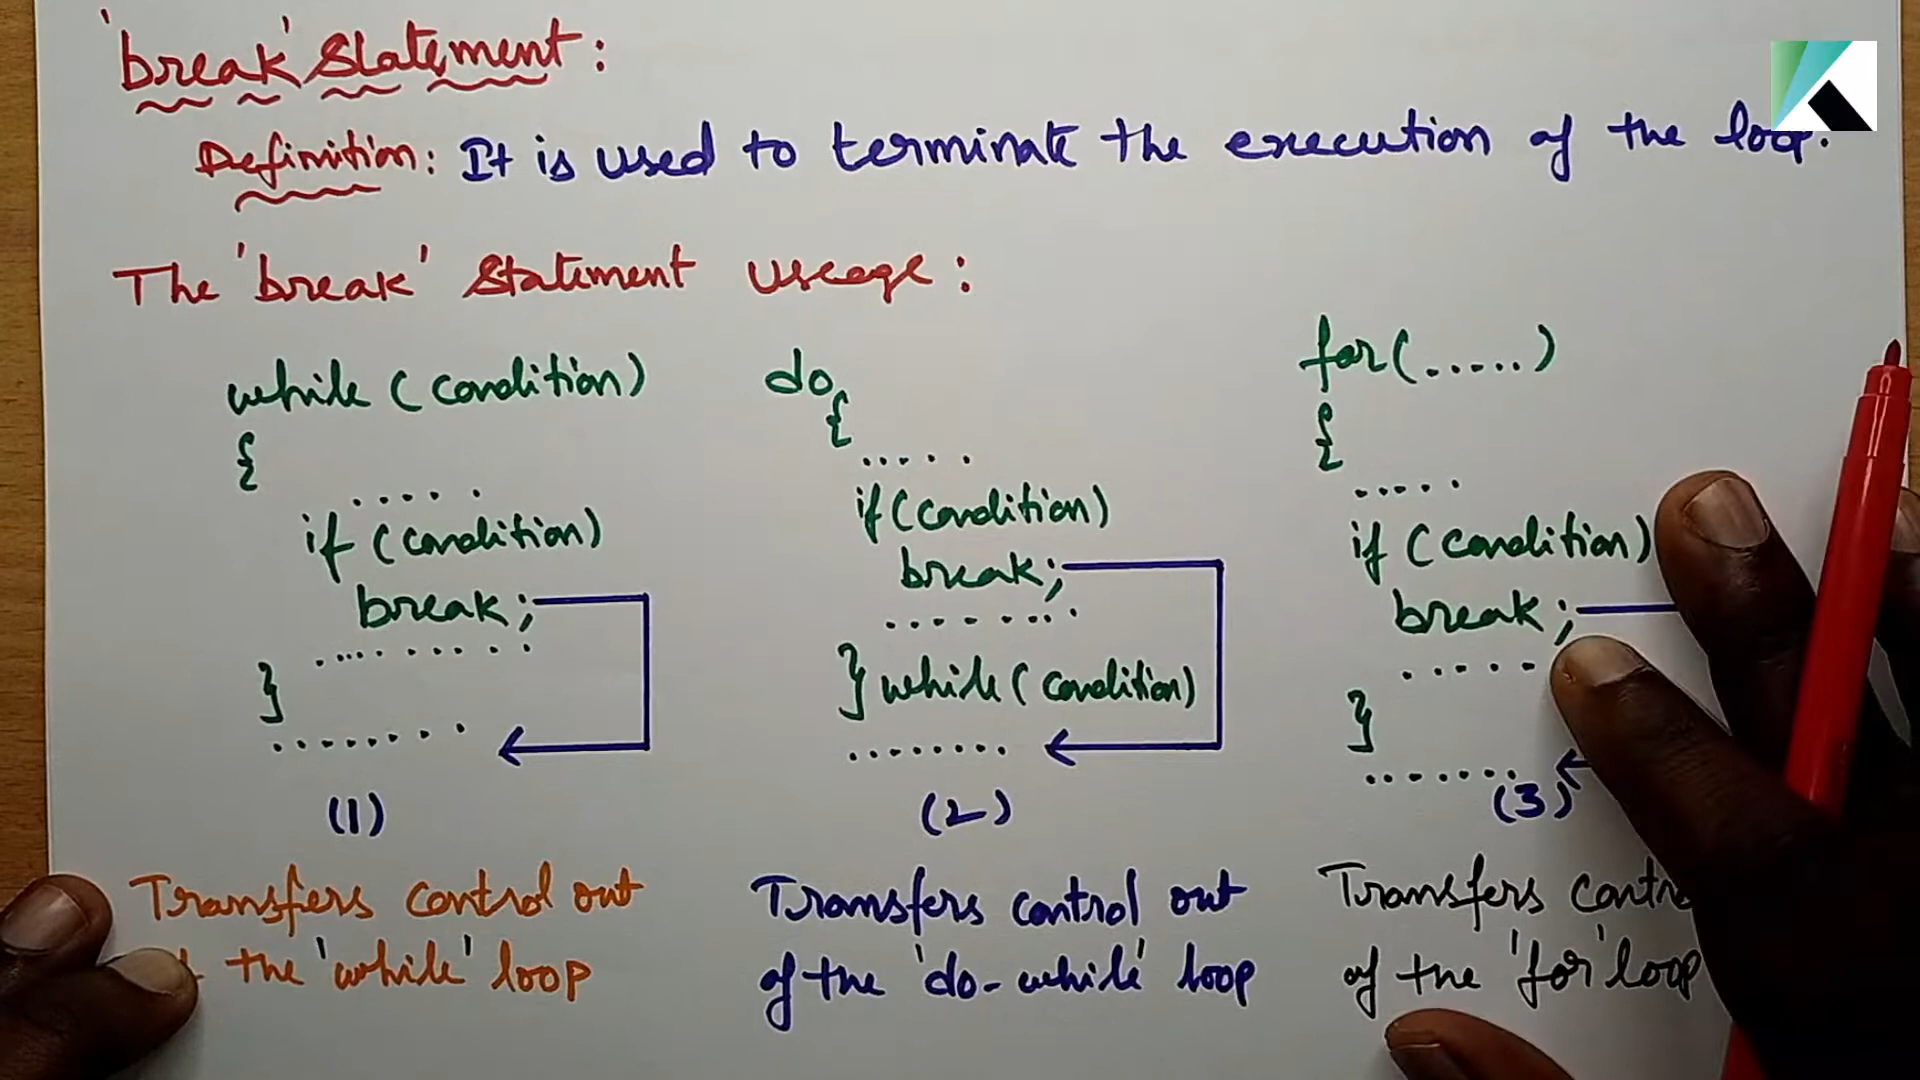 'break' Statement:
Definition: It is used to terminate the execution of the loop.
The 'break' Statement useage:
while (condition)
{
.....
if (condition)
break;
........
}
........
(1)
Transfers control out
the 'while' loop
do
{
.....
if (condition)
break;
........
} while (condition)
........
(2)
Transfers control out
of the 'do-while' loop
for(.....)
{
.....
if (condition)
break;
.....
}
.......
(3)
Transfers
of the 'for' loop